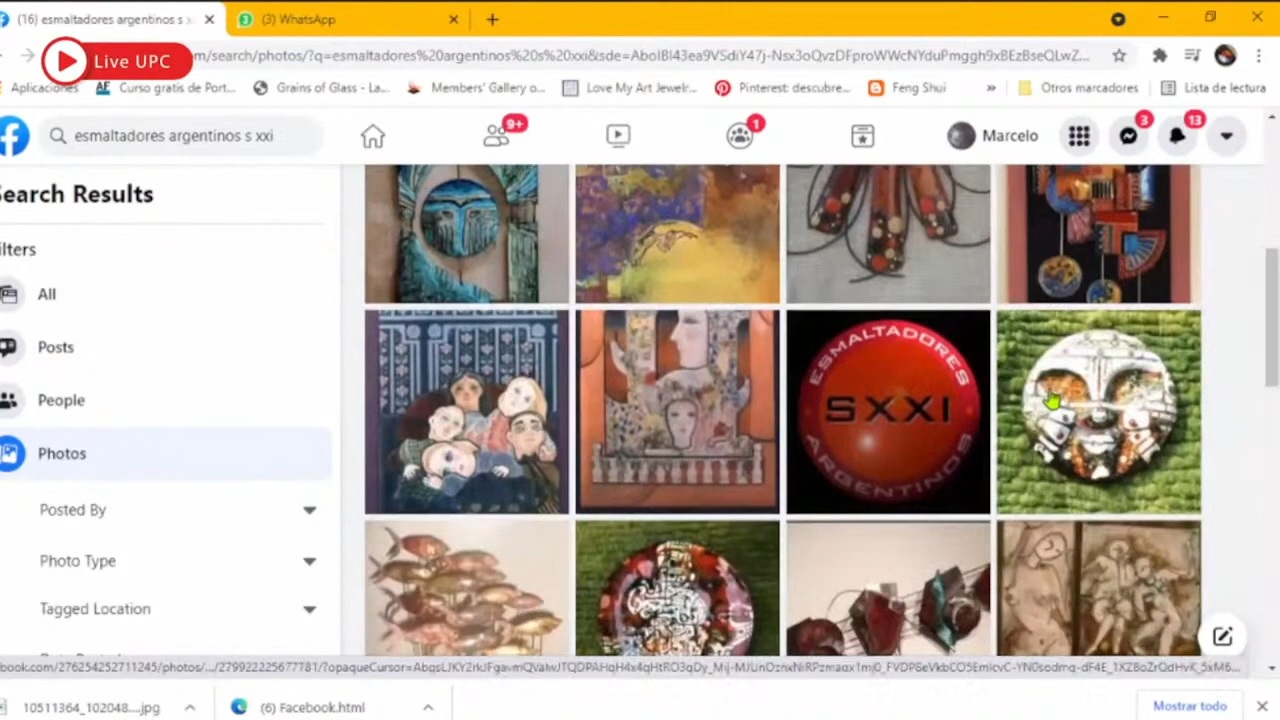 (16) esmaltadores argentinos s x
(3) WhatsApp
Live UPC
m/search/photos/?q=esmaltadores%20argentinos%20s%20xxi&sde=
Aplicaciones
Curso gratis de Port...
Grains of Glass - La...
Members' Gallery o...
Love My Art Jewelr...
Pinterest: descubre...
Feng Shui
»
Otros marcadores
Lista de lectura
esmaltadores argentinos s xxi
9+
1
Marcelo
3
13
Search Results
ilters
All
Posts
People
Photos
Posted By
Photo Type
Tagged Location
ESMALTADORES
SXXI
ARGENTINOS
10511364_102048....jpg
(6) Facebook.html
Mostrar todo